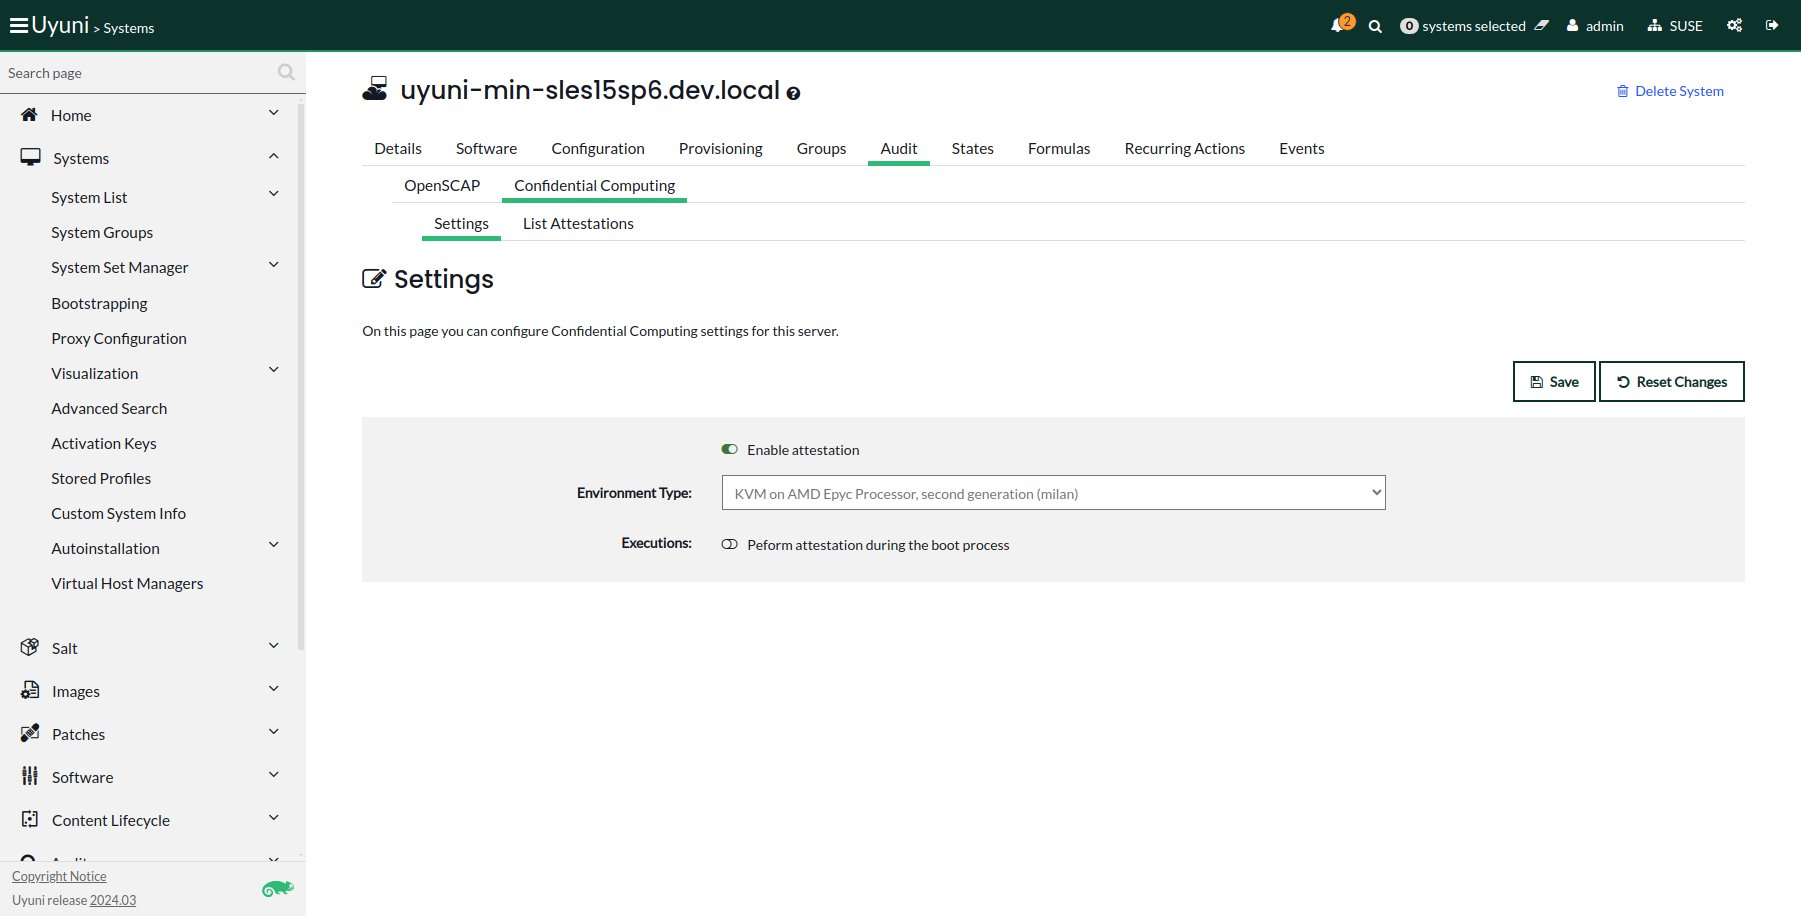 Uyuni > Systems
2
0 systems selected
admin
SUSE
Search page
Home
Systems
System List
System Groups
System Set Manager
Bootstrapping
Proxy Configuration
Visualization
Advanced Search
Activation Keys
Stored Profiles
Custom System Info
Autoinstallation
Virtual Host Managers
Salt
Images
Patches
Software
Content Lifecycle
Audit
Copyright Notice
Uyuni release 2024.03
uyuni-min-sles15sp6.dev.local ?
Delete System
Details Software Configuration Provisioning Groups Audit States Formulas Recurring Actions Events
OpenSCAP Confidential Computing
Settings List Attestations
Settings
On this page you can configure Confidential Computing settings for this server.
Save Reset Changes
Enable attestation
Environment Type: KVM on AMD Epyc Processor, second generation (milan)
Executions: Peform attestation during the boot process